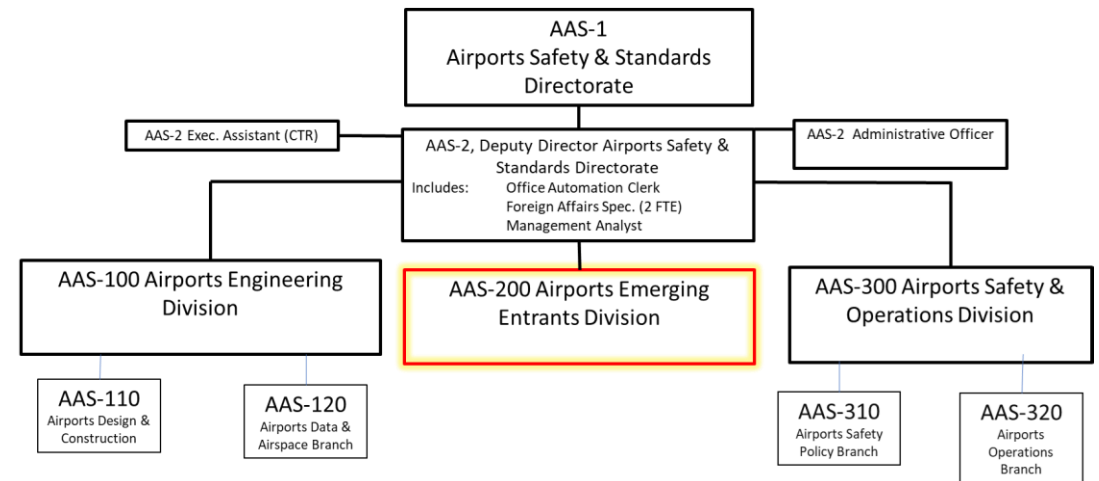 AAS-1
Airports Safety & Standards
Directorate
AAS-2 Exec. Assistant (CTR)
AAS-2 Administrative Officer
AAS-2, Deputy Director Airports Safety &
Standards Directorate
Includes: Office Automation Clerk
Foreign Affairs Spec. (2 FTE)
Management Analyst
AAS-100 Airports Engineering
Division
AAS-200 Airports Emerging
Entrants Division
AAS-300 Airports Safety &
Operations Division
AAS-110
Airports Design &
Construction
AAS-120
Airports Data &
Airspace Branch
AAS-310
Airports Safety
Policy Branch
AAS-320
Airports
Operations
Branch